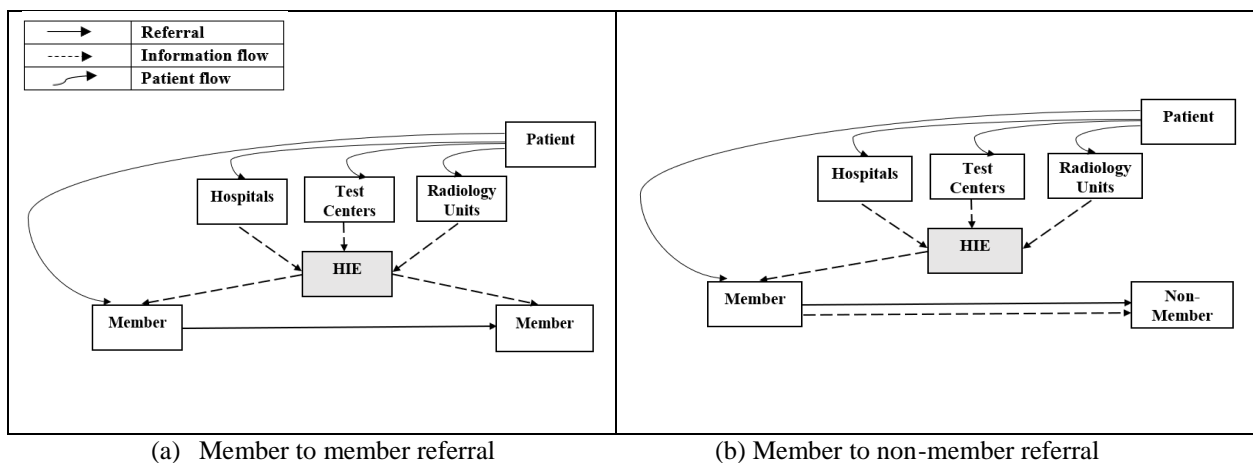 Referral
Information flow
Patient flow
Patient
Hospitals
Test
Centers
Radiology
Units
HIE
Member
Member
Patient
Hospitals
Test
Centers
Radiology
Units
HIE
Member
Non-
Member
(a) Member to member referral
(b) Member to non-member referral